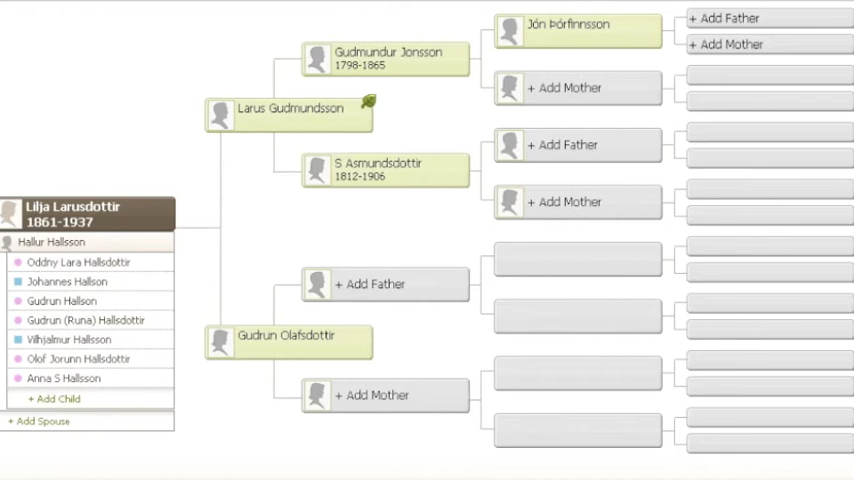 Jón Þórfinnsson
+ Add Father
+ Add Mother
Gudmundur Jonsson
1798-1865
+ Add Mother
Larus Gudmundsson
+ Add Father
S Asmundsdottir
1812-1906
+ Add Mother
Lilja Larusdottir
1861-1937
Hallur Hallsson
Oddny Lara Hallsdottir
Johannes Hallson
Gudrun Hallson
Gudrun (Runa) Hallsdottir
Vilhjalmur Hallsson
Olof Jorunn Hallsdottir
Anna S Hallsson
+ Add Child
+ Add Spouse
+ Add Father
Gudrun Olafsdottir
+ Add Mother